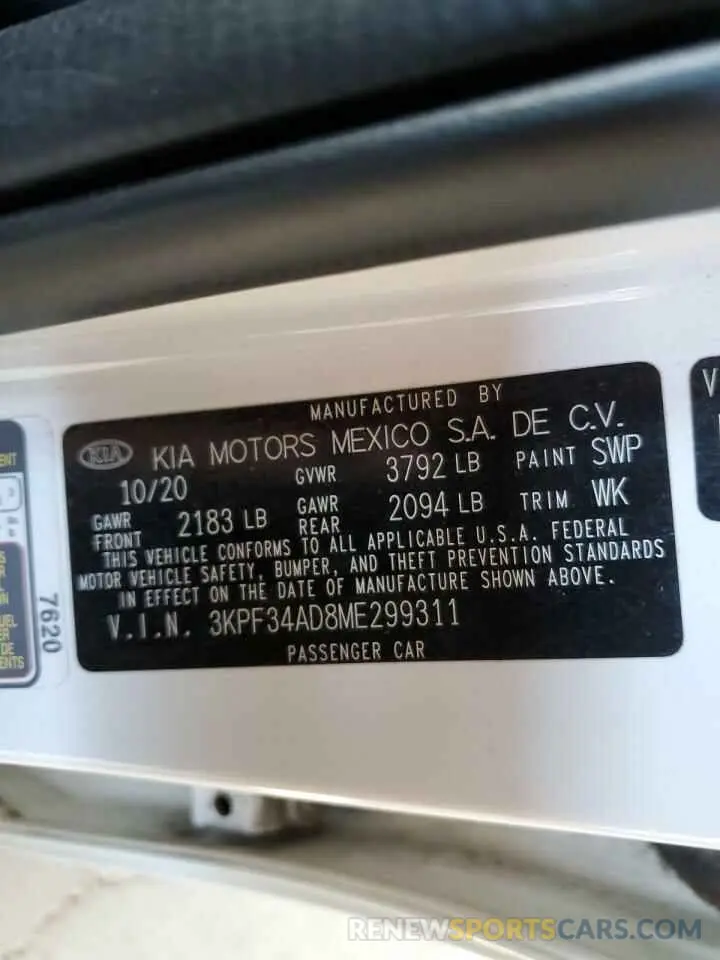 MANUFACTURED BY
KIA KIA MOTORS MEXICO S.A. DE C.V.
10/20 GVWR 3792 LB PAINT SWP
GAWR FRONT 2183 LB GAWR REAR 2094 LB TRIM WK
THIS VEHICLE CONFORMS TO ALL APPLICABLE U.S.A. FEDERAL
MOTOR VEHICLE SAFETY, BUMPER, AND THEFT PREVENTION STANDARDS
IN EFFECT ON THE DATE OF MANUFACTURE SHOWN ABOVE.
V.I.N. 3KPF34AD8ME299311
PASSENGER CAR
7620
RENEWSPORTSCARS.COM